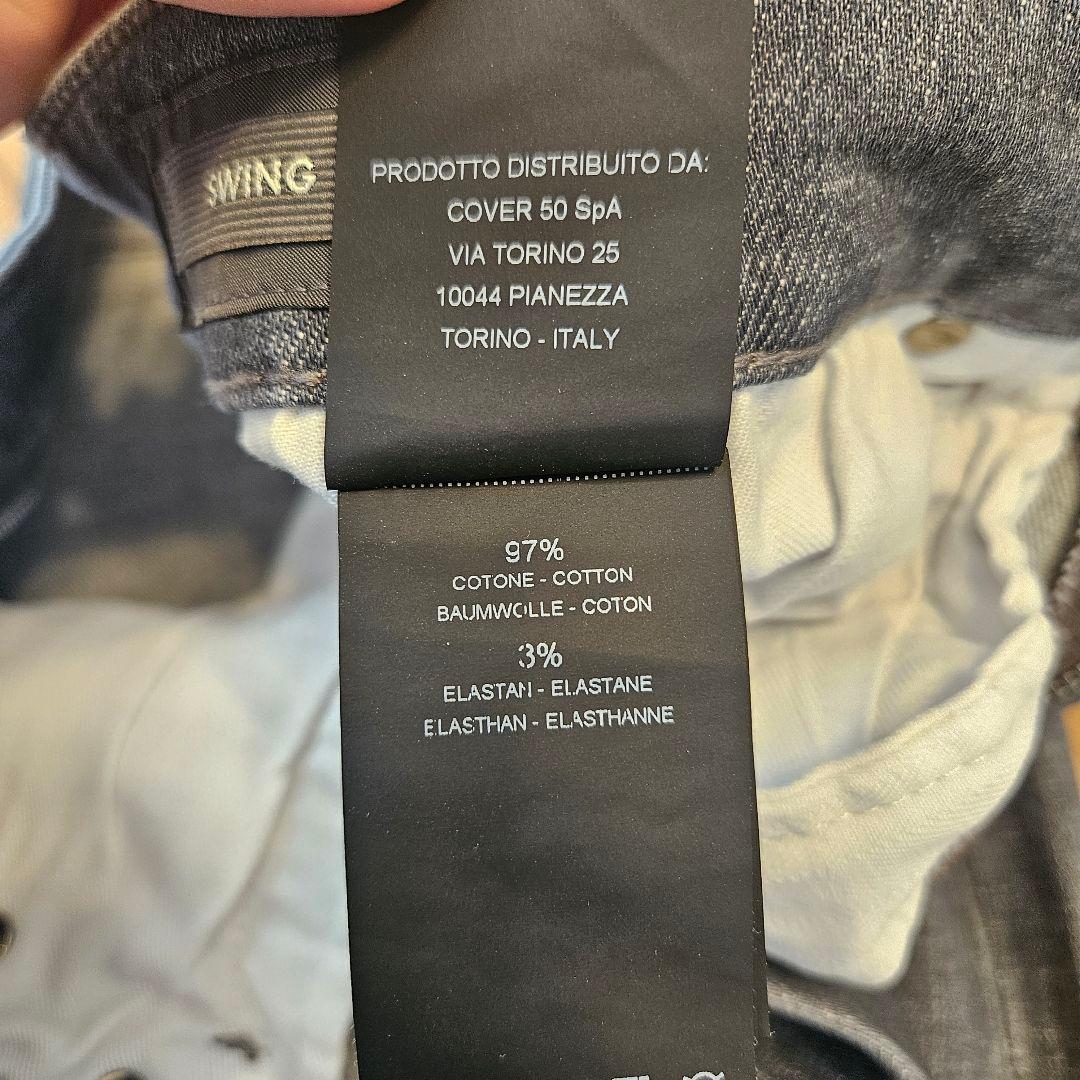 SWING
PRODOTTO DISTRIBUITO DA:
COVER 50 SpA
VIA TORINO 25
10044 PIANEZZA
TORINO - ITALY
97%
COTONE - COTTON
BAUMWOLLE - COTON
3%
ELASTAN - ELASTANE
ELASTHAN - ELASTHANNE